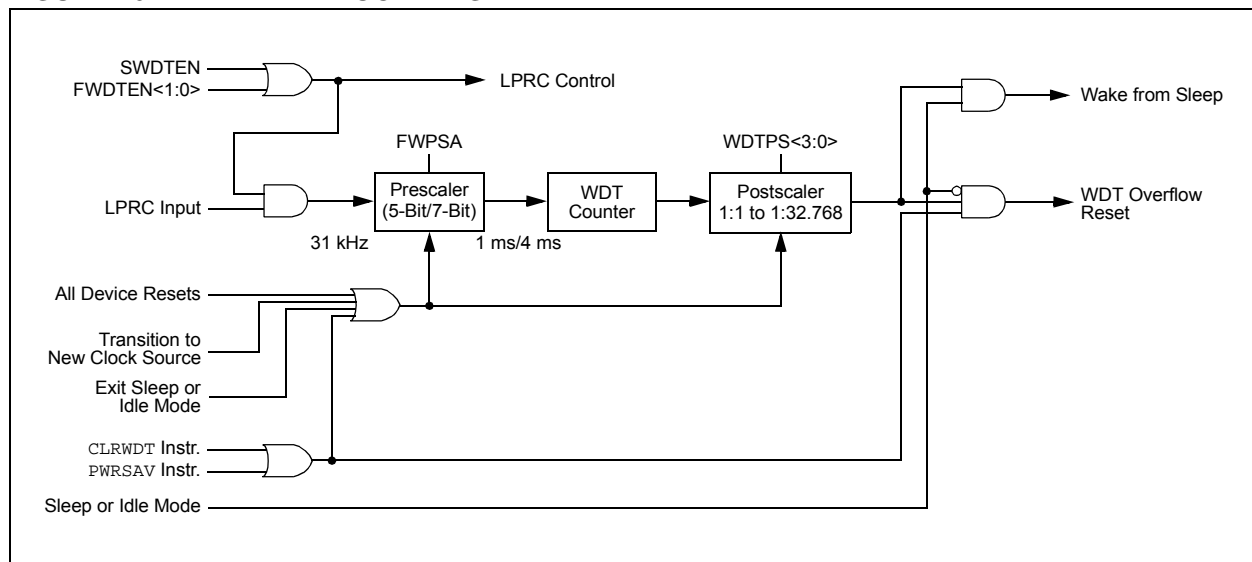 SWDTEN
FWDTEN<1:0>
LPRC Control
Wake from Sleep
FWPSA
WDTPS<3:0>
LPRC Input
Prescaler
(5-Bit/7-Bit)
WDT
Counter
Postscaler
1:1 to 1:32.768
WDT Overflow
Reset
31 kHz
1 ms/4 ms
All Device Resets
Transition to
New Clock Source
Exit Sleep or
Idle Mode
CLRWDT Instr.
PWRSAV Instr.
Sleep or Idle Mode